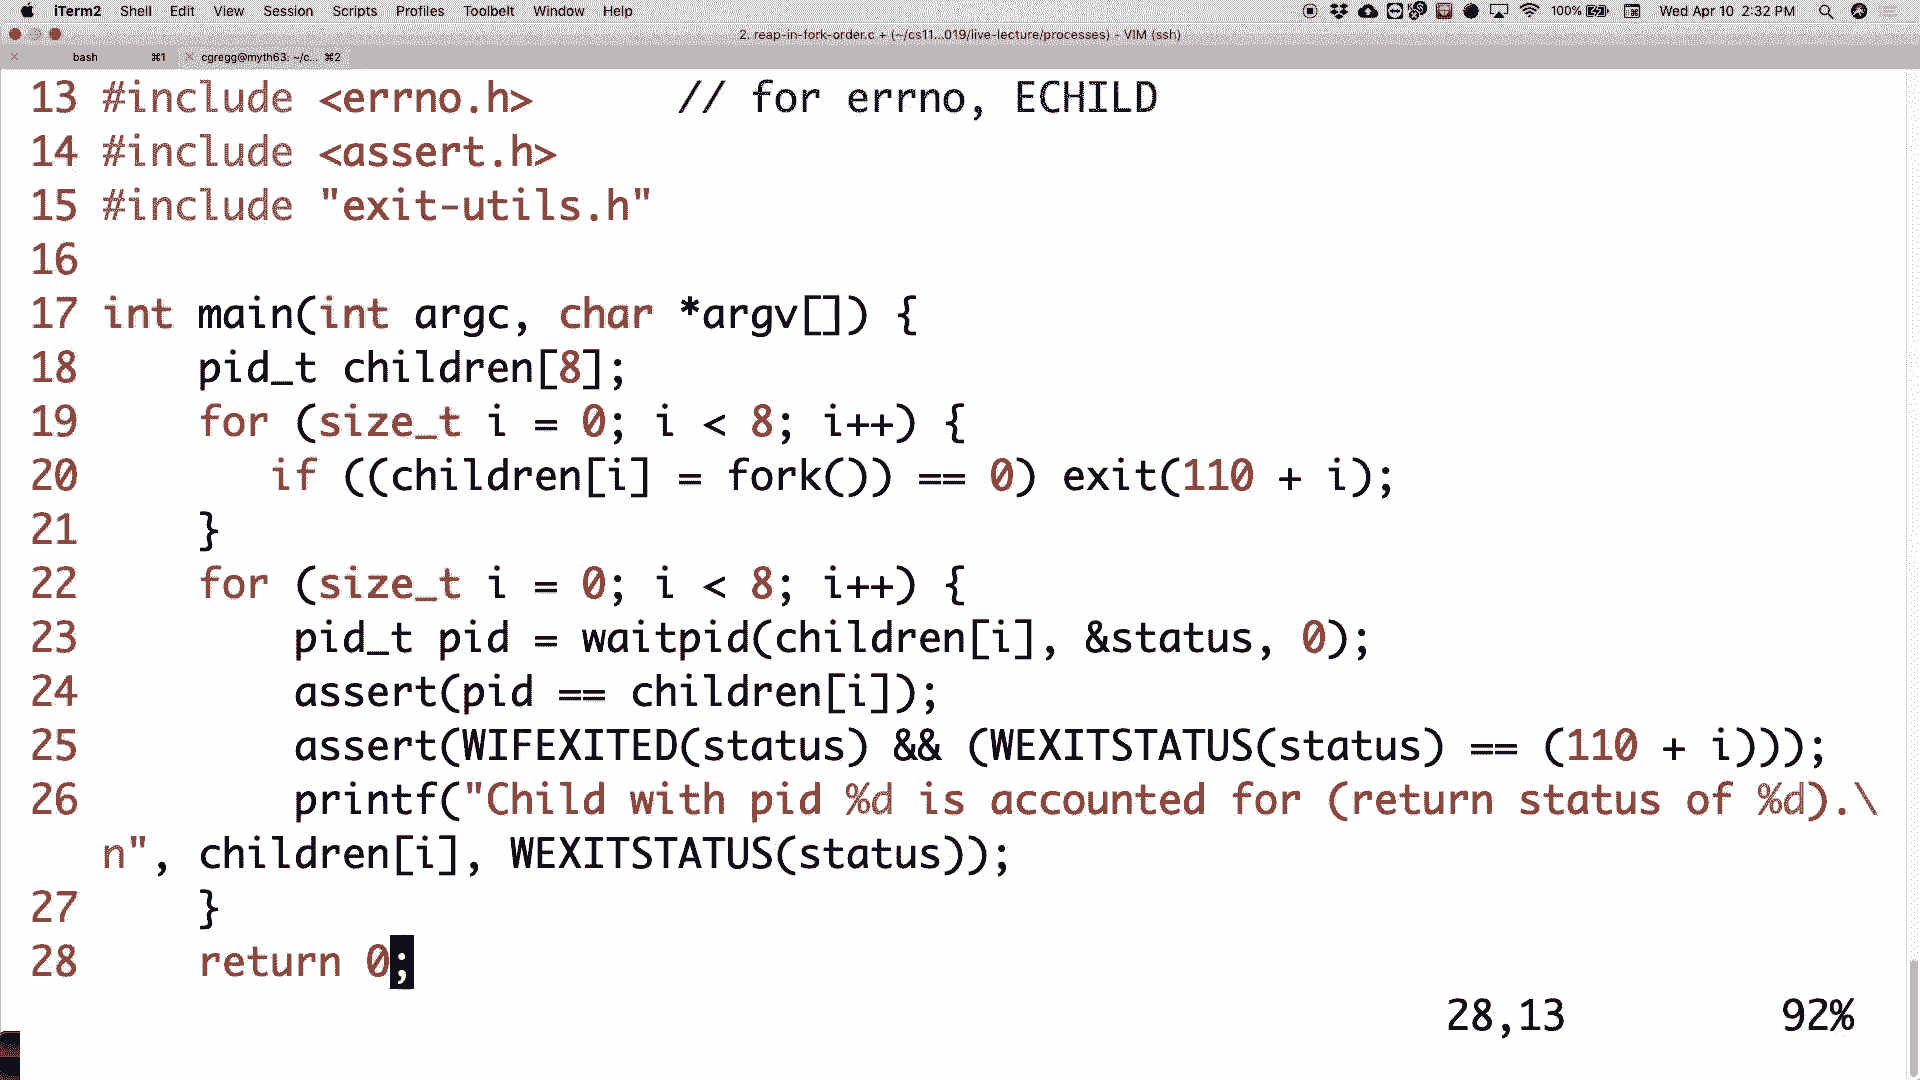 iTerm2 Shell Edit View Session Scripts Profiles Toolbelt Window Help 100% Wed Apr 10 2:32 PM
2. reap-in-fork-order.c + (~/cs11...019/live-lecture/processes) - VIM (ssh)
bash ⌘1 cgregg@myth63: ~/c... ⌘2
13 #include <errno.h> // for errno, ECHILD
14 #include <assert.h>
15 #include "exit-utils.h"
16
17 int main(int argc, char *argv[]) {
18 pid_t children[8];
19 for (size_t i = 0; i < 8; i++) {
20 if ((children[i] = fork()) == 0) exit(110 + i);
21 }
22 for (size_t i = 0; i < 8; i++) {
23 pid_t pid = waitpid(children[i], &status, 0);
24 assert(pid == children[i]);
25 assert(WIFEXITED(status) && (WEXITSTATUS(status) == (110 + i)));
26 printf("Child with pid %d is accounted for (return status of %d).\
n", children[i], WEXITSTATUS(status));
27 }
28 return 0;
28,13 92%